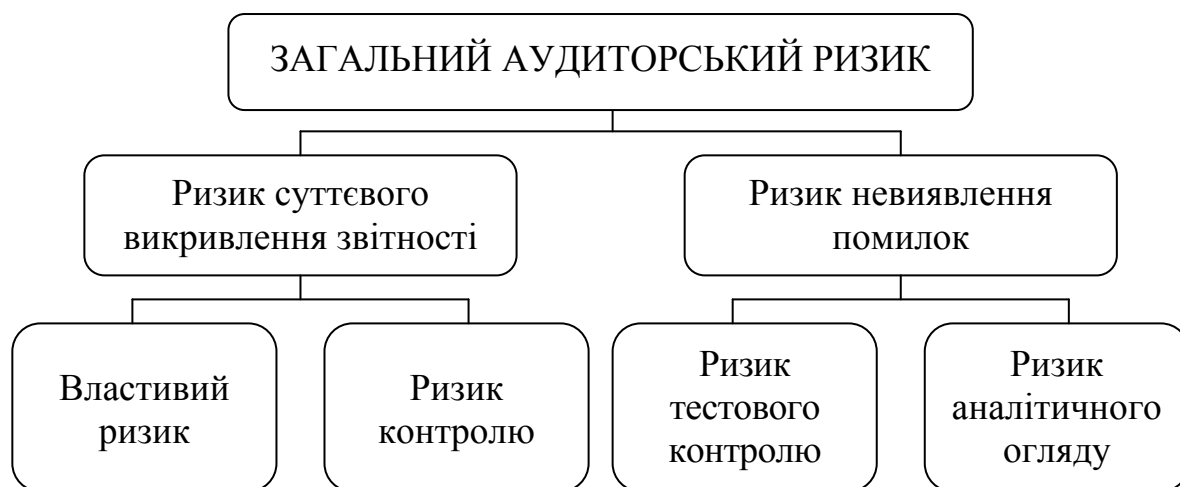 ЗАГАЛЬНИЙ АУДИТОРСЬКИЙ РИЗИК
Ризик суттєвого
викривлення звітності
Ризик невиявлення
помилок
Властивий
ризик
Ризик
контролю
Ризик
тестового
контролю
Ризик
аналітичного
огляду